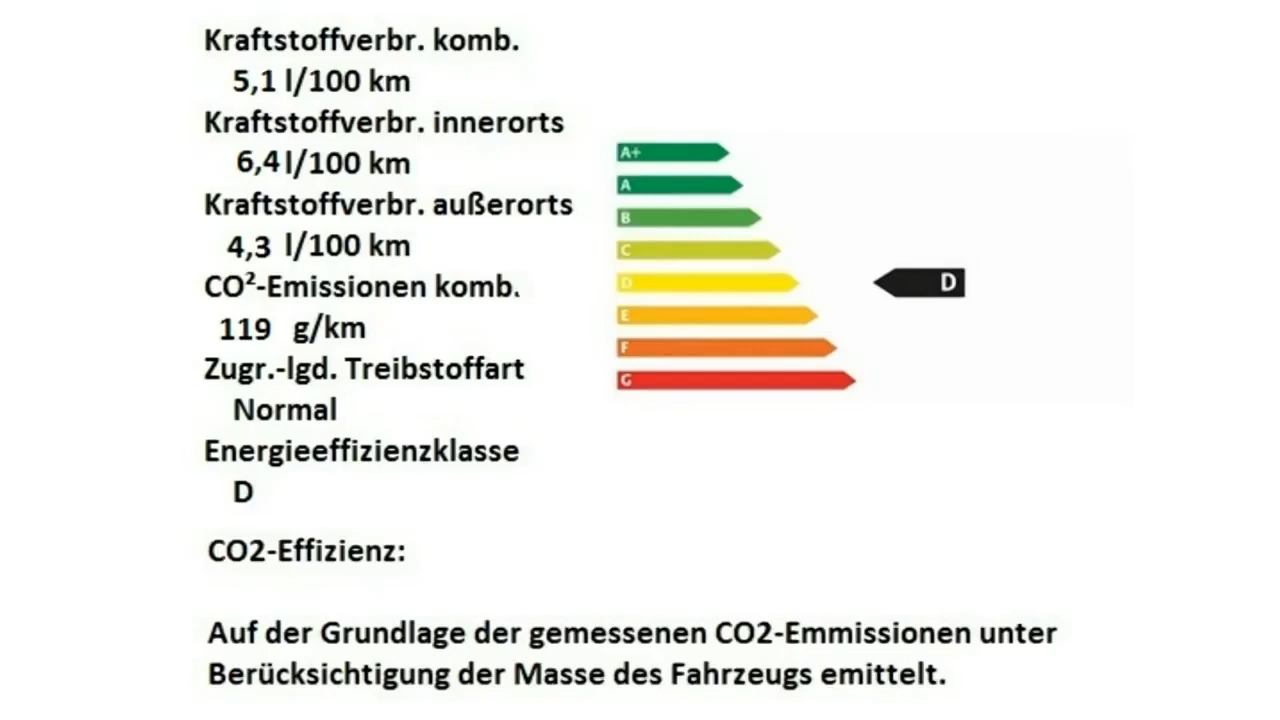 Kraftstoffverbr. komb.
5,1 l/100 km
Kraftstoffverbr. innerorts
6,4 l/100 km
Kraftstoffverbr. außerorts
4,3 l/100 km
CO²-Emissionen komb.
119 g/km
Zugr.-lgd. Treibstoffart
Normal
Energieeffizienzklasse
D
A+
A
B
C
D
D
E
F
G
CO2-Effizienz:
Auf der Grundlage der gemessenen CO2-Emmissionen unter
Berücksichtigung der Masse des Fahrzeugs emittelt.